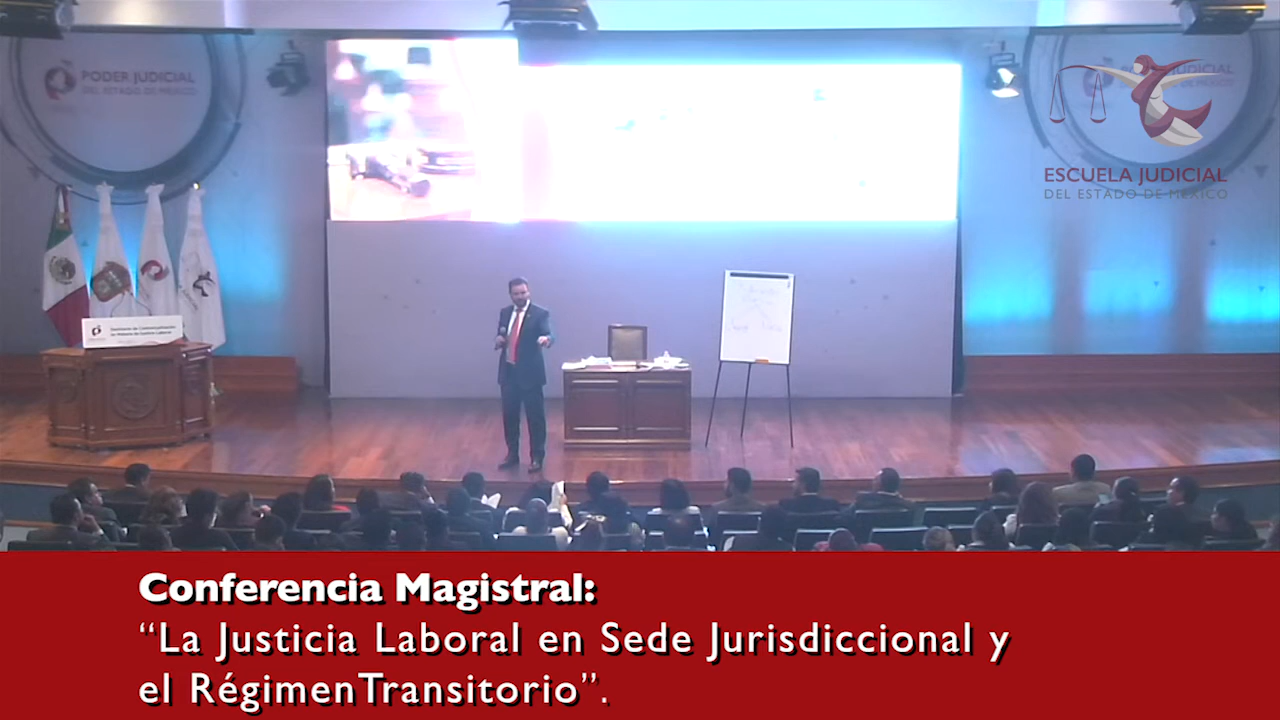 PODER JUDICIAL
DEL ESTADO DE MÉXICO
ESCUELA JUDICIAL
DEL ESTADO DE MÉXICO
Conferencia Magistral:
“La Justicia Laboral en Sede Jurisdiccional y
el RégimenTransitorio”.